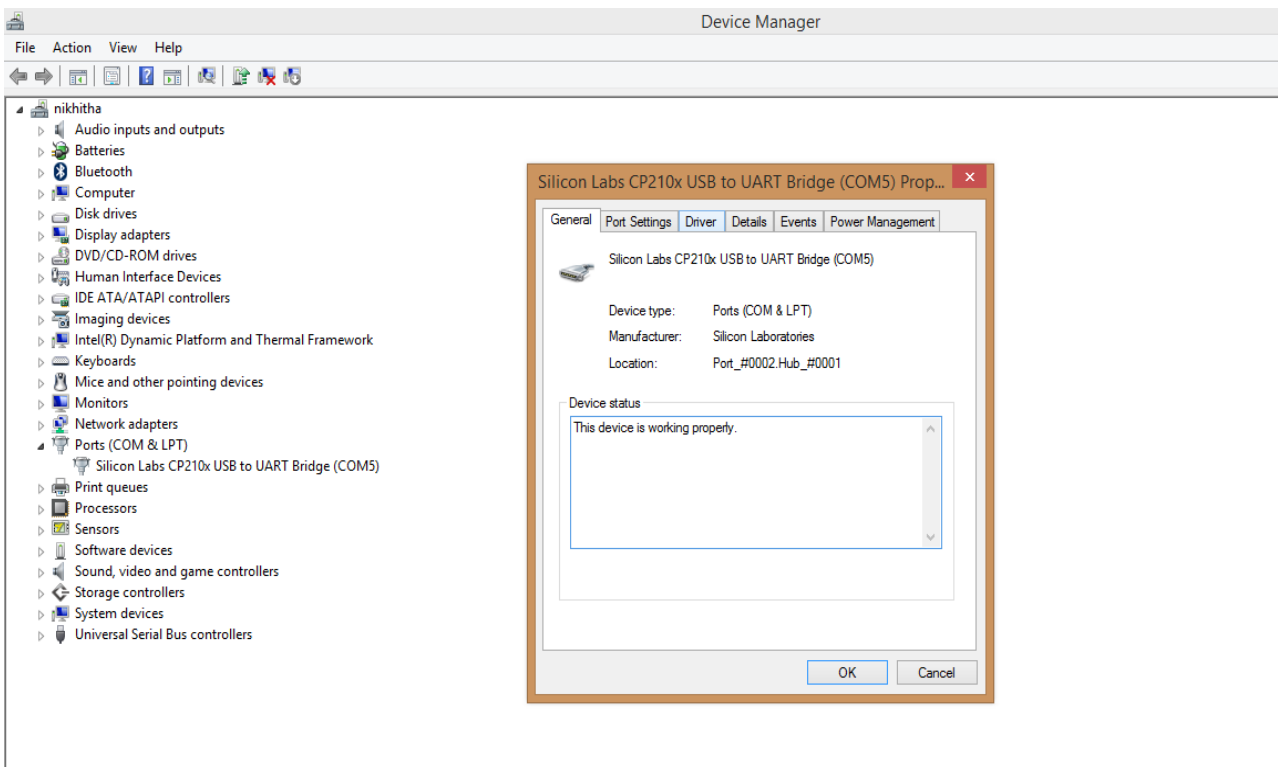 Device Manager
File Action View Help
nikhitha
Audio inputs and outputs
Batteries
Bluetooth
Computer
Disk drives
Display adapters
DVD/CD-ROM drives
Human Interface Devices
IDE ATA/ATAPI controllers
Imaging devices
Intel(R) Dynamic Platform and Thermal Framework
Keyboards
Mice and other pointing devices
Monitors
Network adapters
Ports (COM & LPT)
Silicon Labs CP210x USB to UART Bridge (COM5)
Print queues
Processors
Sensors
Software devices
Sound, video and game controllers
Storage controllers
System devices
Universal Serial Bus controllers
Silicon Labs CP210x USB to UART Bridge (COM5) Prop...
General Port Settings Driver Details Events Power Management
Silicon Labs CP210x USB to UART Bridge (COM5)
Device type: Ports (COM & LPT)
Manufacturer: Silicon Laboratories
Location: Port_#0002.Hub_#0001
Device status
This device is working properly.
OK Cancel